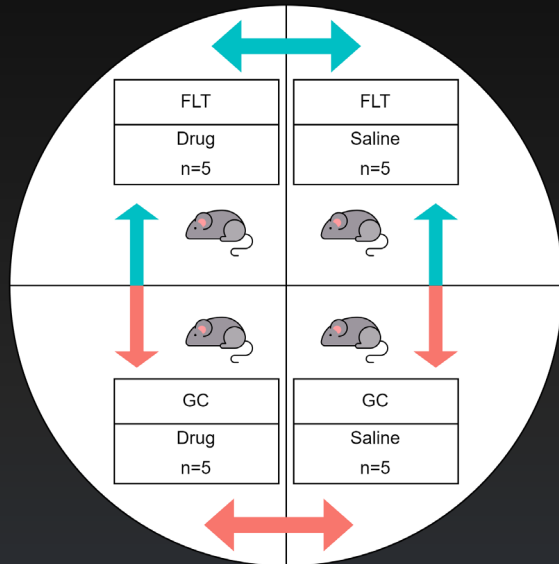 FLT
Drug
n=5
FLT
Saline
n=5
GC
Drug
n=5
GC
Saline
n=5